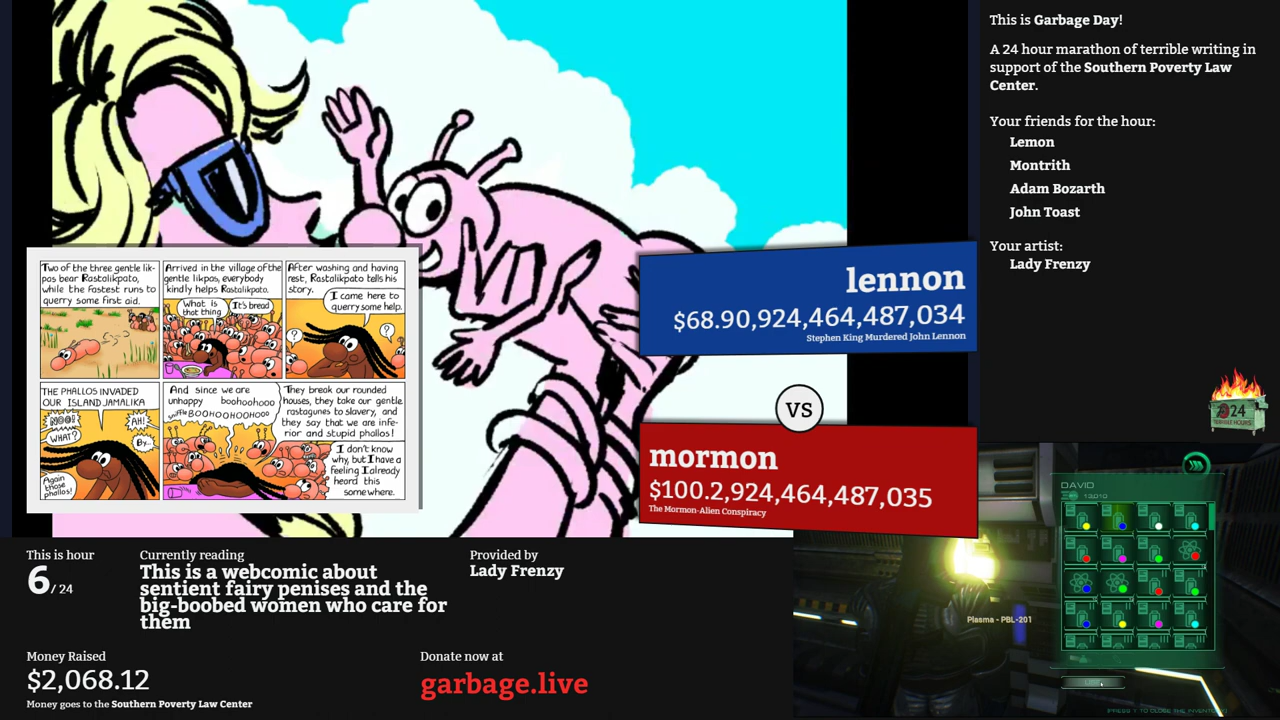 This is Garbage Day!
A 24 hour marathon of terrible writing in
support of the Southern Poverty Law
Center.
Your friends for the hour:
Lemon
Montrith
Adam Bozarth
John Toast
Your artist:
Lady Frenzy
Two of the three gentle lik-
pas bear Rastalikpato,
while the fastest runs to
querry some first aid.
Arrived in the village of the
gentle likpas, everybody
kindly helps Rastalikpato.
What is
that thing
It's bread
After washing and having
rest, Rastalikpato tells his
story.
I came here to
querry some help.
?
?
THE PHALLOS INVADED
OUR ISLAND JAMALIKA
NOO!
WHAT?
AH!
By...
Again
those
phallos!
And since we are
unhappy boohoohooo
snuffle BOOHOOHOOHOOO
They break our rounded
houses, they take our gentle
rastagunes to slavery, and
they say that we are infe-
rior and stupid phallos!
I don't know
why, but I have a
feeling I already
heard this
somewhere.
lennon
$68.90,924,464,487,034
Stephen King Murdered John Lennon
VS
mormon
$100.2,924,464,487,035
The Mormon-Alien Conspiracy
This is hour
6 / 24
Currently reading
This is a webcomic about
sentient fairy penises and the
big-boobed women who care for
them
Provided by
Lady Frenzy
Money Raised
$2,068.12
Money goes to the Southern Poverty Law Center
Donate now at
garbage.live
DAVID
Plasma - PBL-201